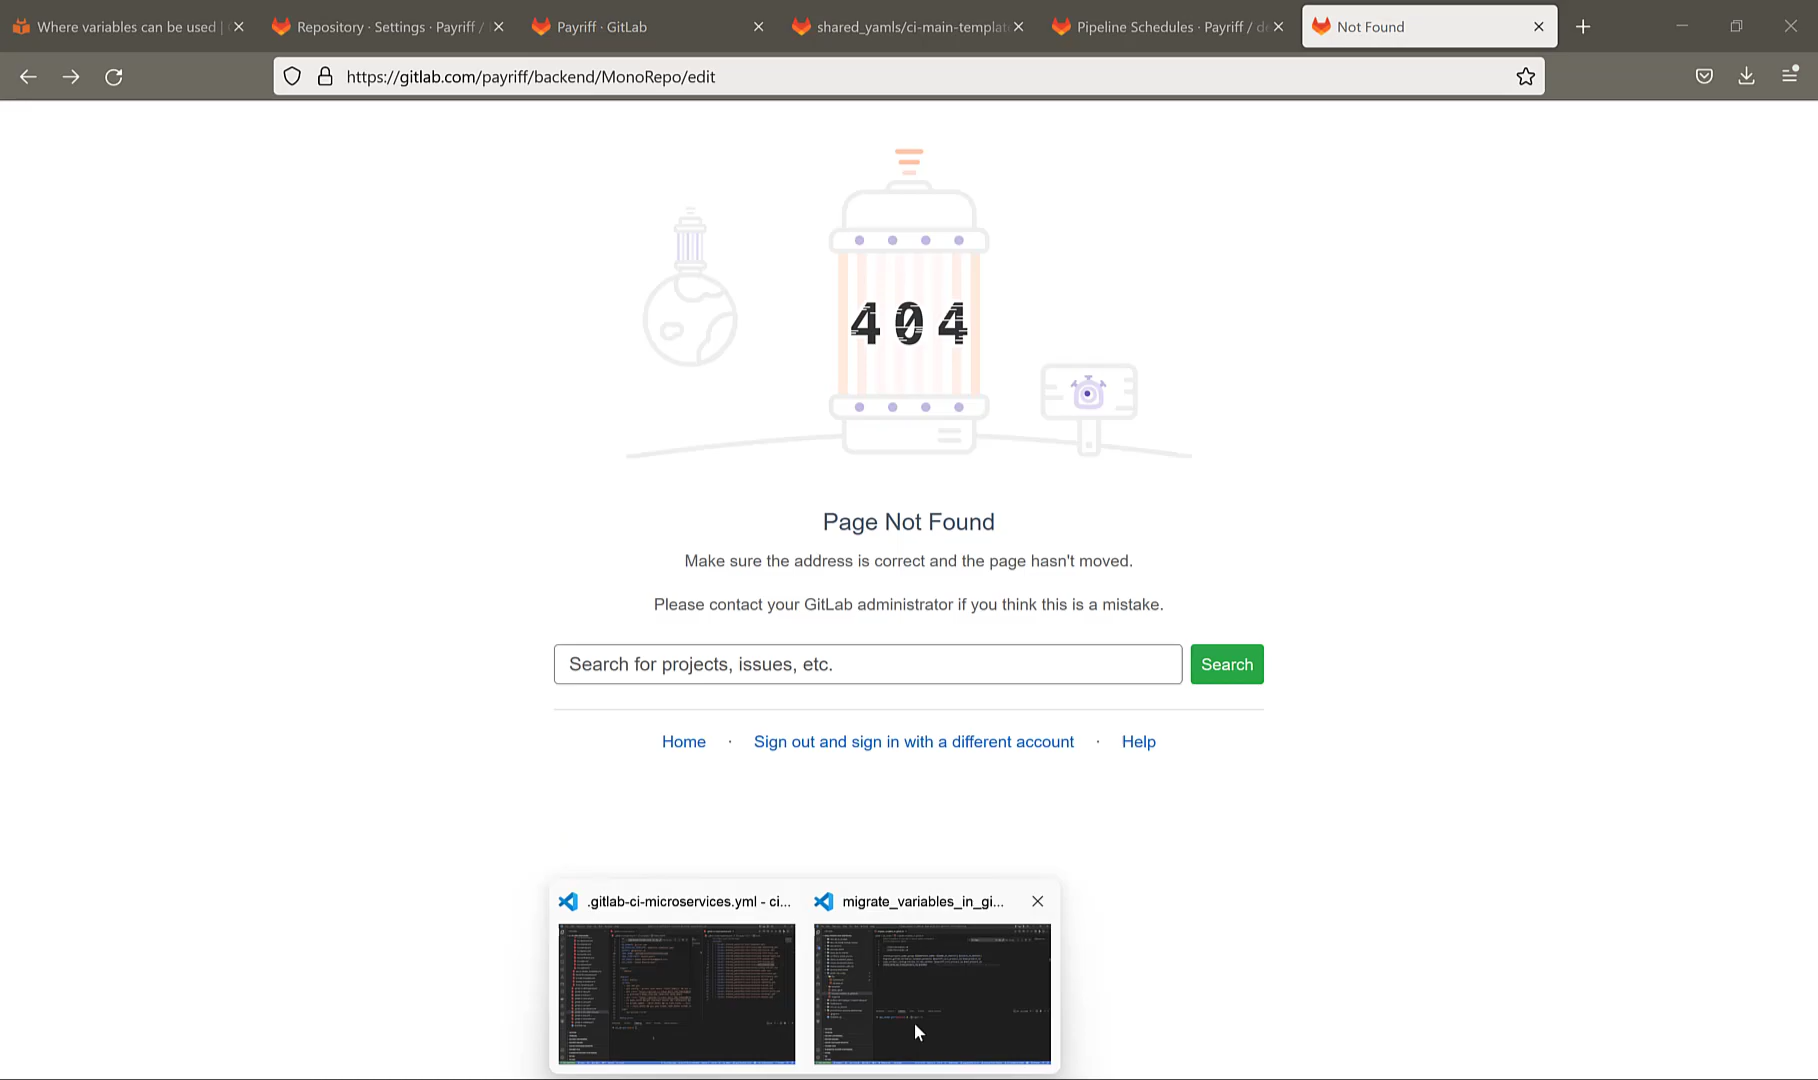 Where variables can be used |
Repository · Settings · Payriff /
Payriff · GitLab
shared_yamls/ci-main-templat
Pipeline Schedules · Payriff / de
Not Found
https://gitlab.com/payriff/backend/MonoRepo/edit
404
Page Not Found
Make sure the address is correct and the page hasn't moved.
Please contact your GitLab administrator if you think this is a mistake.
Search for projects, issues, etc.
Search
Home · Sign out and sign in with a different account · Help
.gitlab-ci-microservices.yml - ci...
migrate_variables_in_gi...